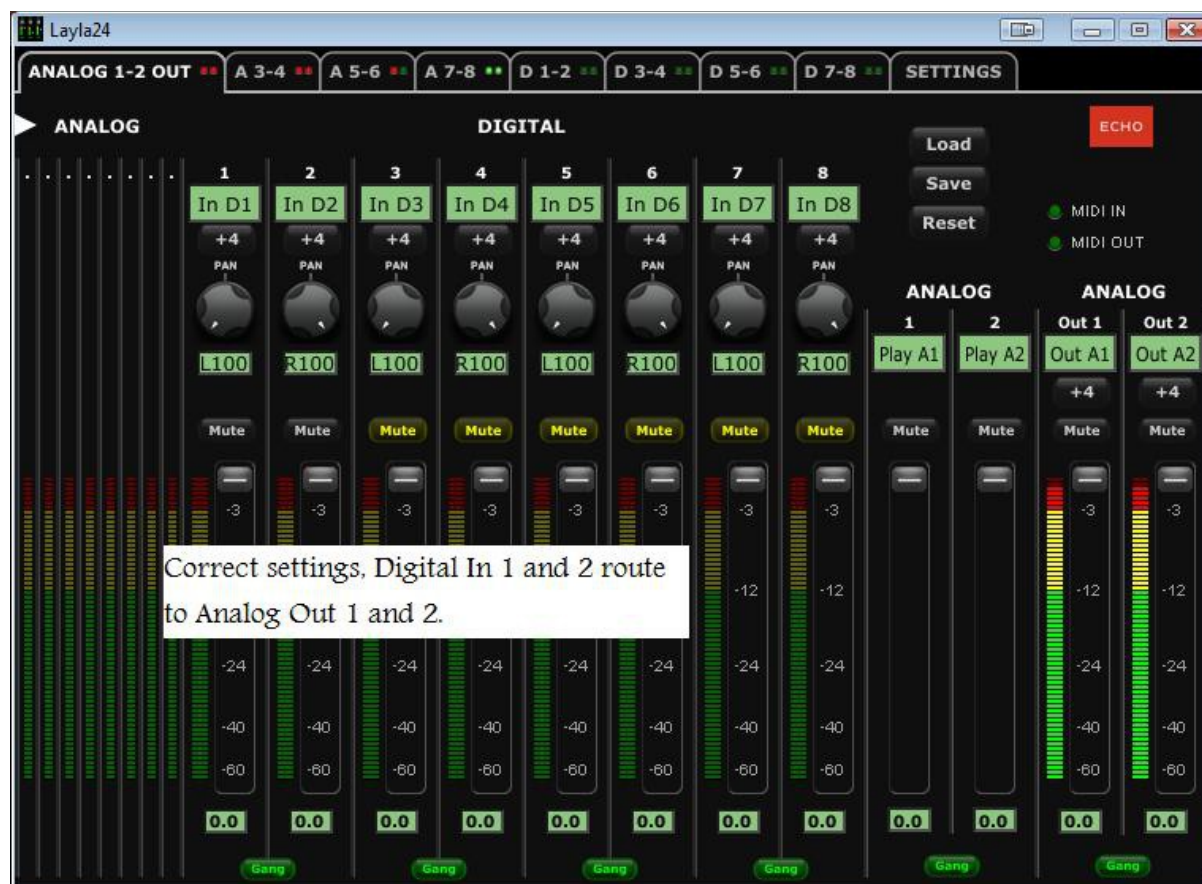 Layla24
ANALOG 1-2 OUT A 3-4 A 5-6 A 7-8 D 1-2 D 3-4 D 5-6 D 7-8 SETTINGS
ANALOG DIGITAL
ECHO
Load
Save
Reset
MIDI IN
MIDI OUT
1 2 3 4 5 6 7 8
In D1 In D2 In D3 In D4 In D5 In D6 In D7 In D8
+4 +4 +4 +4 +4 +4 +4 +4
PAN PAN PAN PAN PAN PAN PAN PAN
L100 R100 L100 R100 L100 R100 L100 R100
ANALOG ANALOG
1 2 Out 1 Out 2
Play A1 Play A2 Out A1 Out A2
+4 +4
Mute Mute Mute Mute Mute Mute Mute Mute Mute Mute Mute Mute
-3 -3 -3 -3 -3 -3 -3 -3 -3 -3
Correct settings, Digital In 1 and 2 route
to Analog Out 1 and 2.
-12 -12 -12 -12
-24 -24 -24 -24 -24 -24 -24 -24 -24 -24
-40 -40 -40 -40 -40 -40 -40 -40 -40 -40
-60 -60 -60 -60 -60 -60 -60 -60 -60 -60
0.0 0.0 0.0 0.0 0.0 0.0 0.0 0.0 0.0 0.0 0.0 0.0
Gang Gang Gang Gang Gang Gang